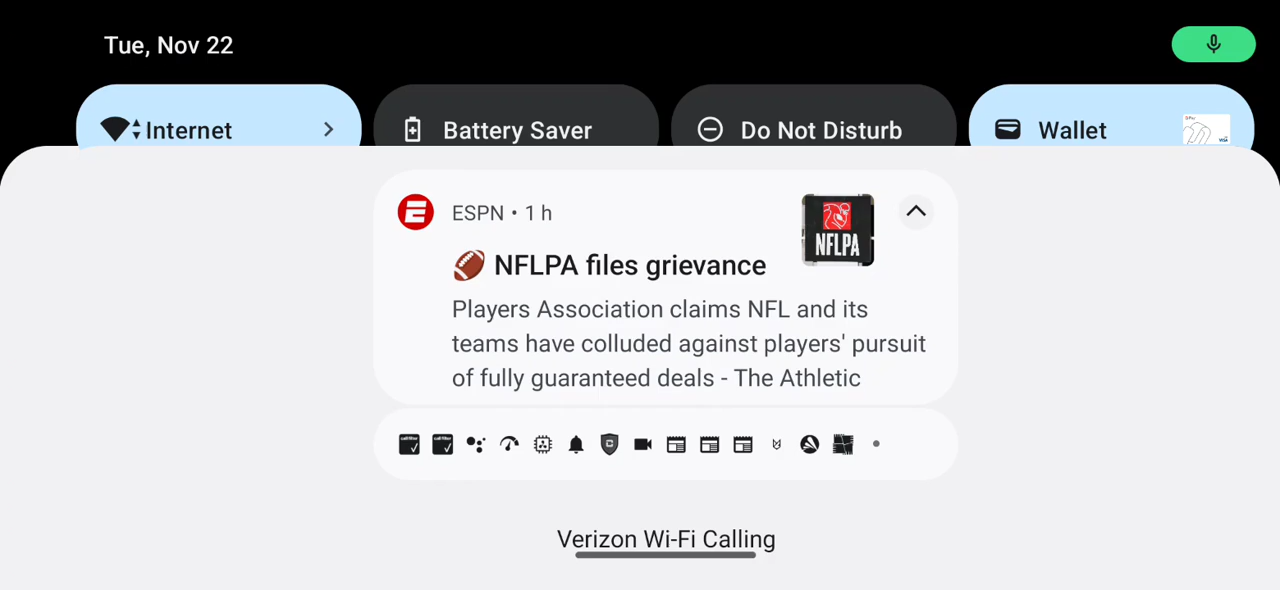 Tue, Nov 22
Internet
Battery Saver
Do Not Disturb
Wallet
ESPN • 1 h
NFLPA
🏈 NFLPA files grievance
Players Association claims NFL and its
teams have colluded against players' pursuit
of fully guaranteed deals - The Athletic
Verizon Wi-Fi Calling